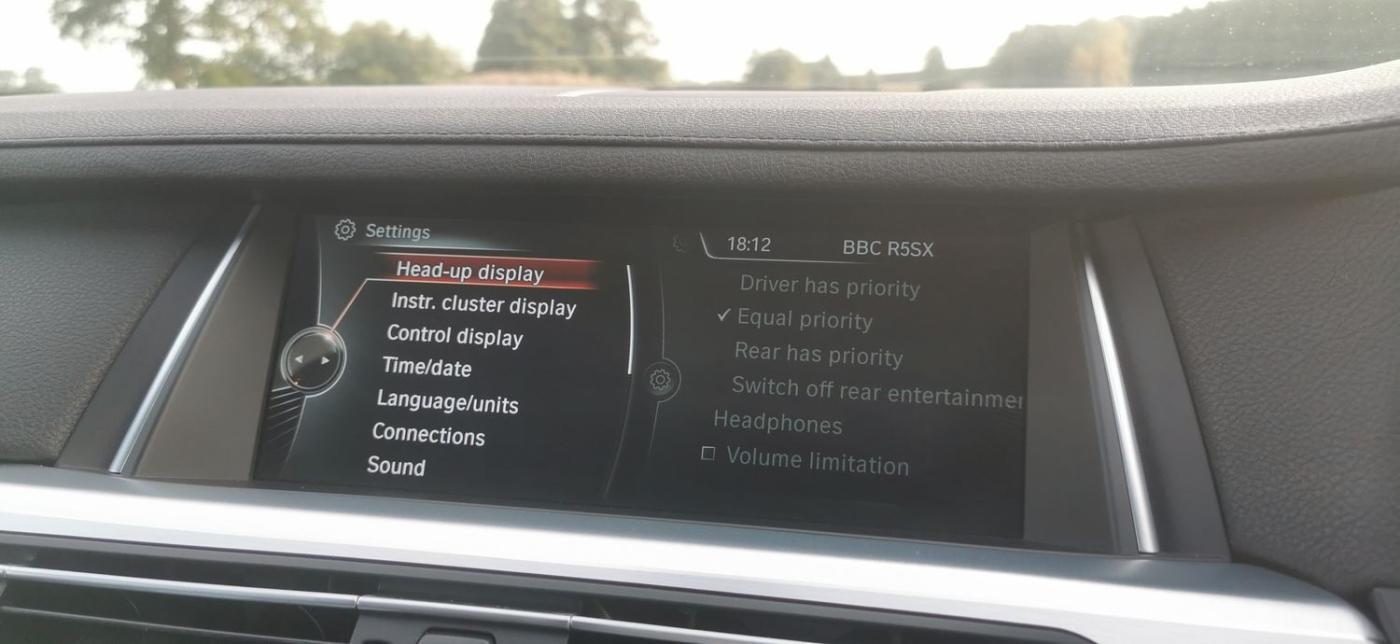 Settings
Head-up display
Instr. cluster display
Control display
Time/date
Language/units
Connections
Sound
18:12 BBC R5SX
Driver has priority
✓ Equal priority
Rear has priority
Switch off rear entertainmer
Headphones
☐ Volume limitation